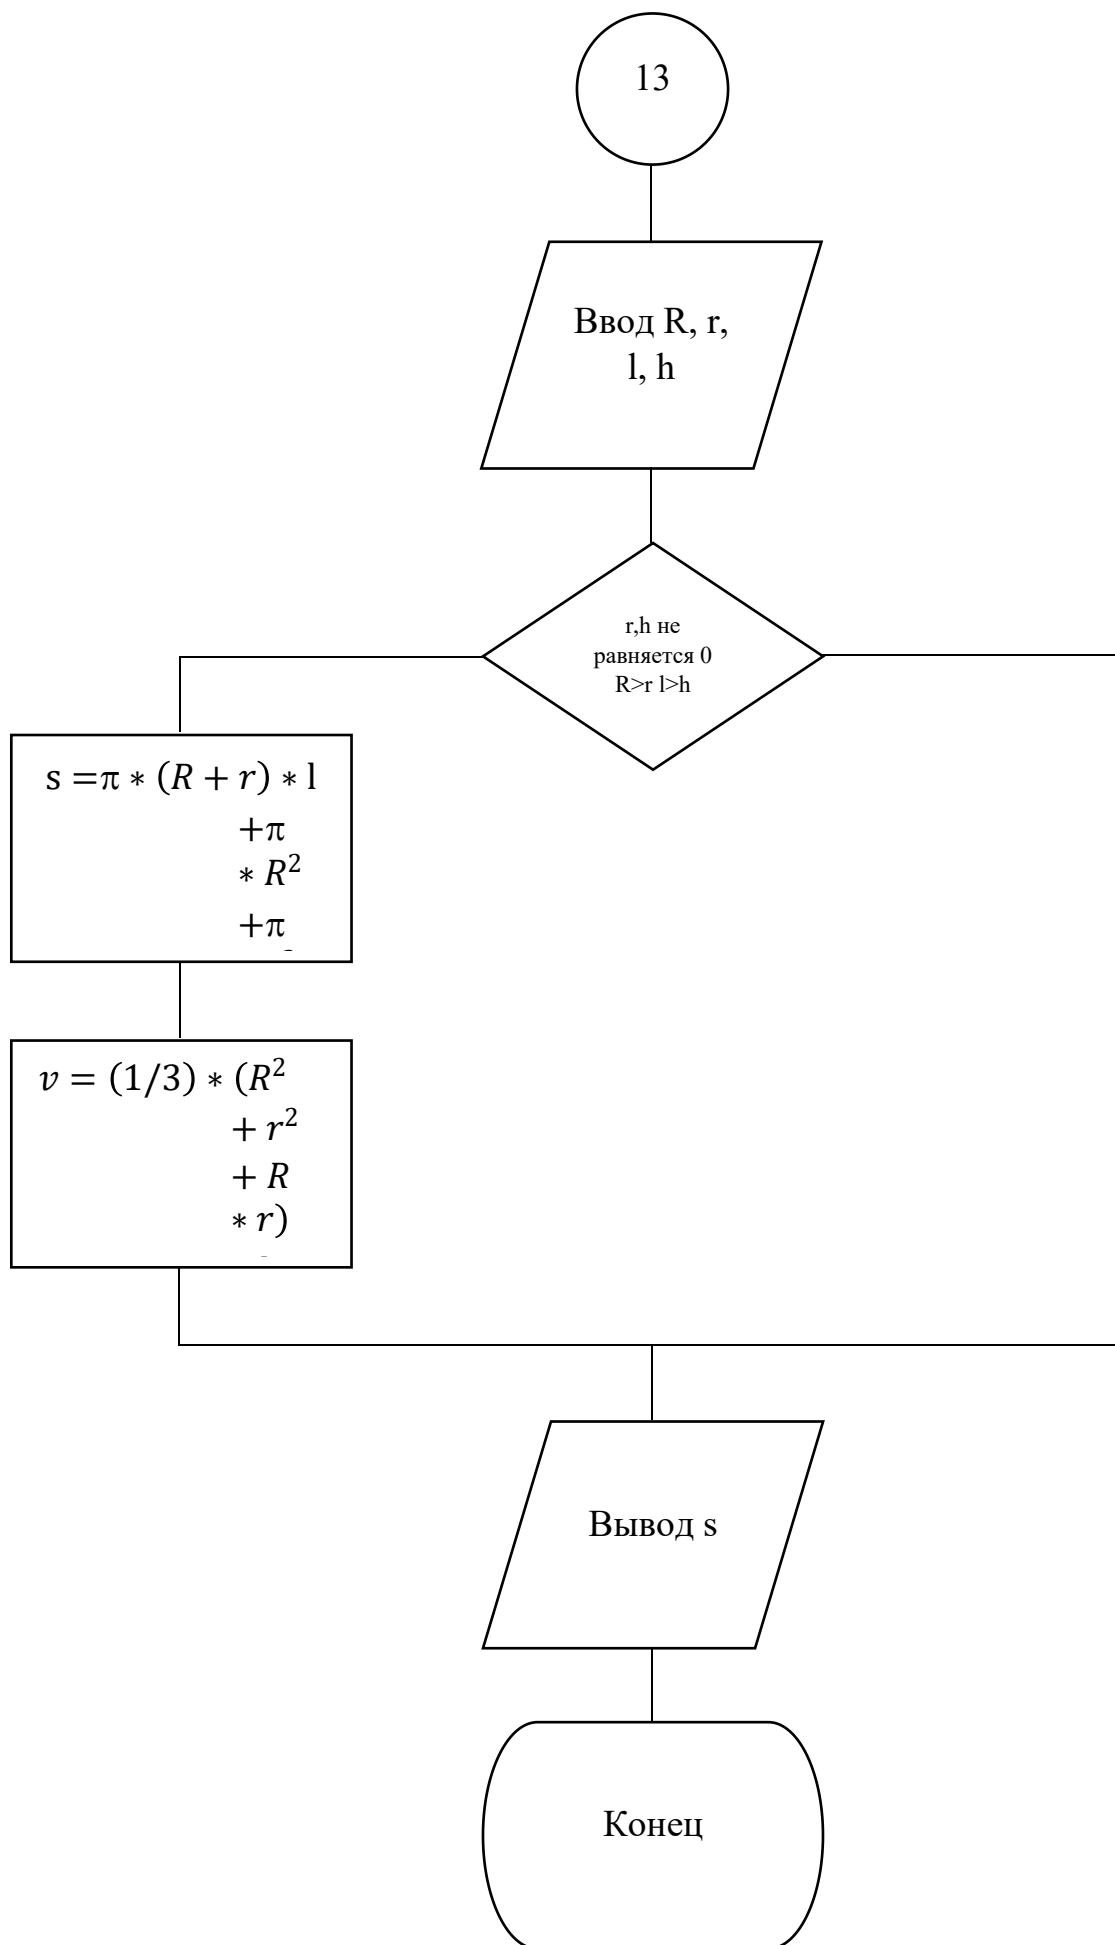 13
Ввод R, r,
l, h
r,h не
равняется 0
R>r l>h
s =π ∗ (R + r) ∗ l
+π
∗ R²
+π
v = (1/3) ∗ (R²
+ r²
+ R
∗ r)
Вывод s
Конец